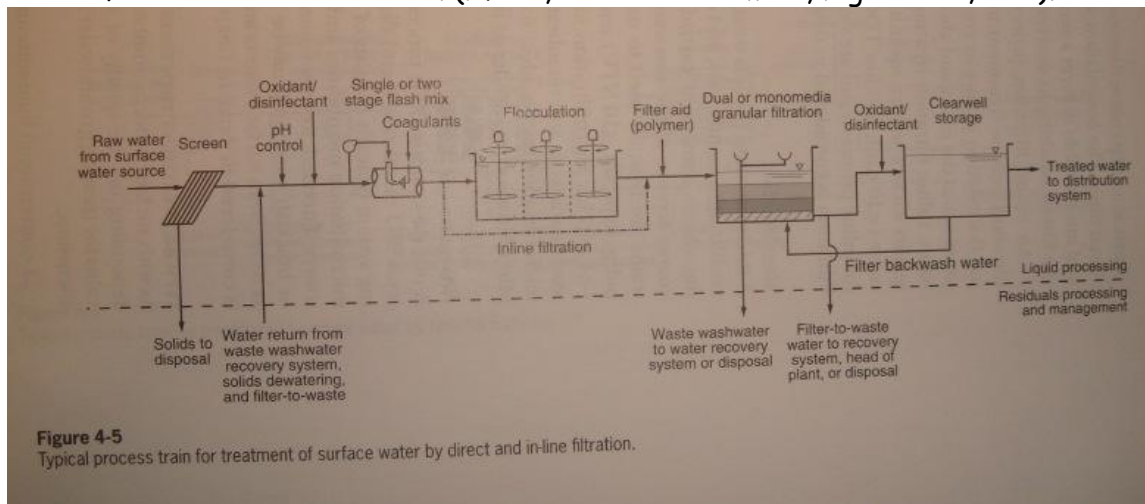 Oxidant/
disinfectant
Single or two
stage flash mix
Flocculation
Filter aid
(polymer)
Dual or monomedia
granular filtration
Oxidant/
disinfectant
Clearwell
storage
Raw water
from surface
water source
Screen
pH
control
Coagulants
Treated water
to distribution
system
Inline filtration
Filter backwash water
Liquid processing
Residuals processing
and management
Solids to
disposal
Water return from
waste washwater
recovery system,
solids dewatering,
and filter-to-waste
Waste washwater
to water recovery
system or disposal
Filter-to-waste
water to recovery
system, head of
plant, or disposal
Figure 4-5
Typical process train for treatment of surface water by direct and in-line filtration.